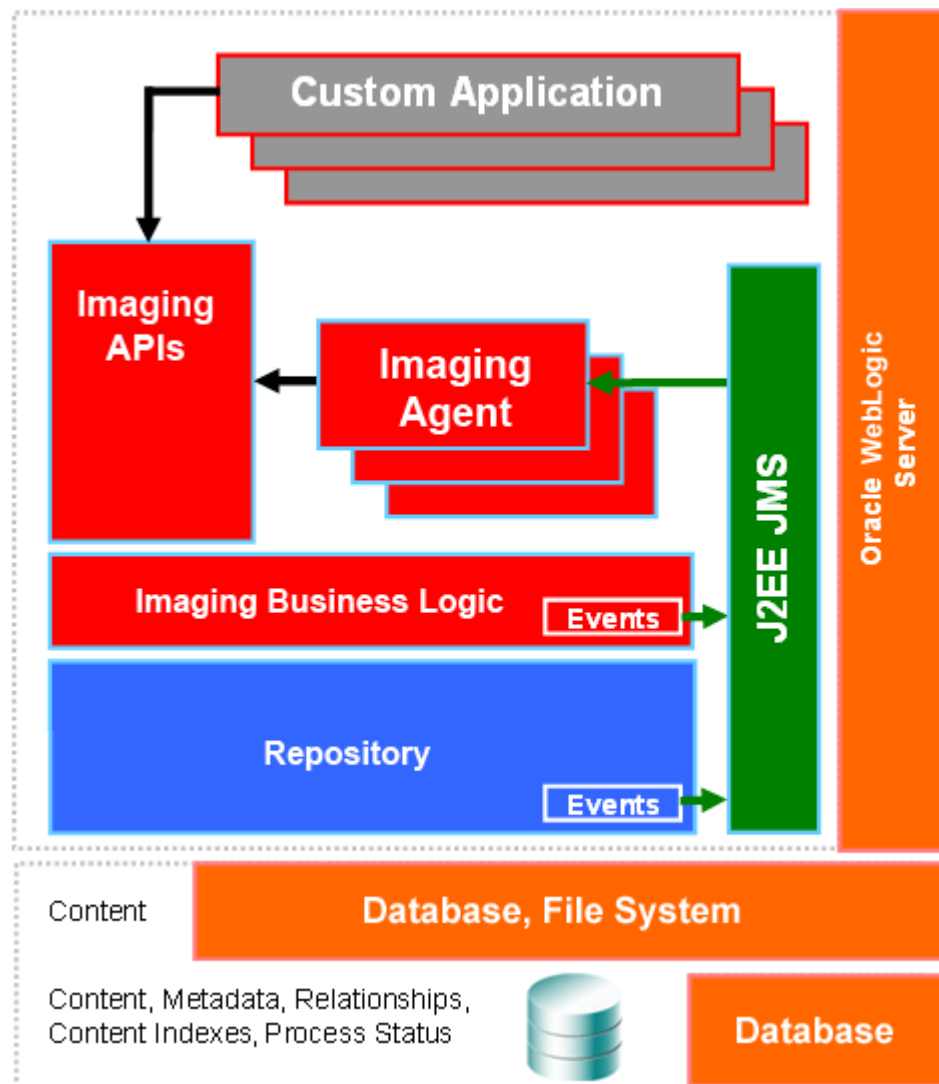 Custom Application
Imaging
APIs
Imaging
Agent
J2EE JMS
Oracle WebLogic
Server
Imaging Business Logic
Events
Repository
Events
Content
Database, File System
Content, Metadata, Relationships,
Content Indexes, Process Status
Database